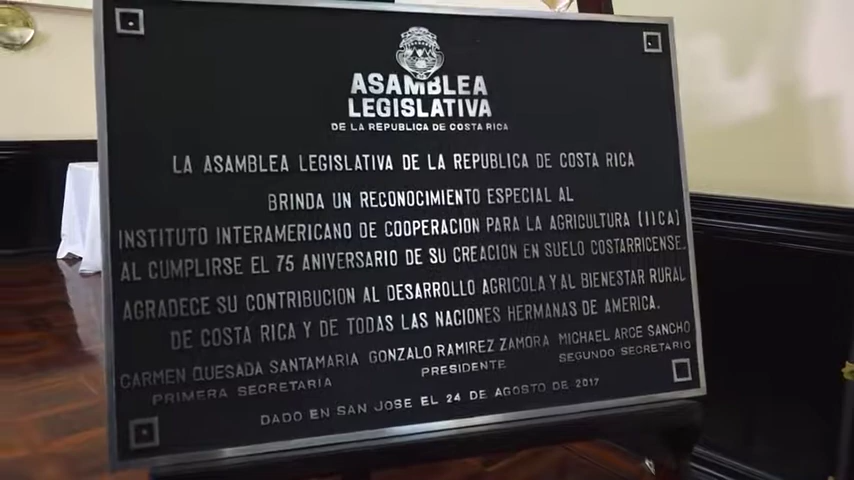 ASAMBLEA
LEGISLATIVA
DE LA REPUBLICA DE COSTA RICA
LA ASAMBLEA LEGISLATIVA DE LA REPUBLICA DE COSTA RICA
BRINDA UN RECONOCIMIENTO ESPECIAL AL
INSTITUTO INTERAMERICANO DE COOPERACION PARA LA AGRICULTURA (IICA)
AL CUMPLIRSE EL 75 ANIVERSARIO DE SU CREACION EN SUELO COSTARRICENSE.
AGRADECE SU CONTRIBUCION AL DESARROLLO AGRICOLA Y AL BIENESTAR RURAL
DE COSTA RICA Y DE TODAS LAS NACIONES HERMANAS DE AMERICA.
CARMEN QUESADA SANTAMARIA GONZALO RAMIREZ ZAMORA MICHAEL ARCE SANCHO
PRIMERA SECRETARIA PRESIDENTE SEGUNDO SECRETARIO
DADO EN SAN JOSE EL 24 DE AGOSTO DE 2017